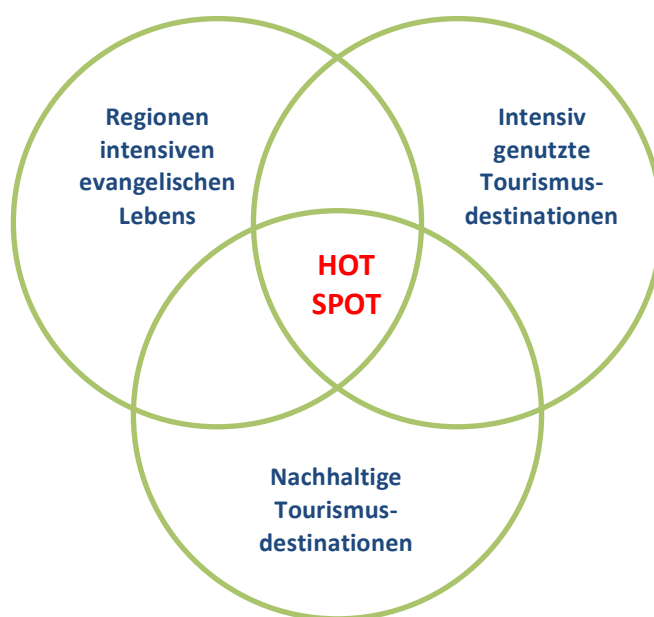 Regionen
intensiven
evangelischen
Lebens
Intensiv
genutzte
Tourismus-
destinationen
HOT
SPOT
Nachhaltige
Tourismus-
destinationen